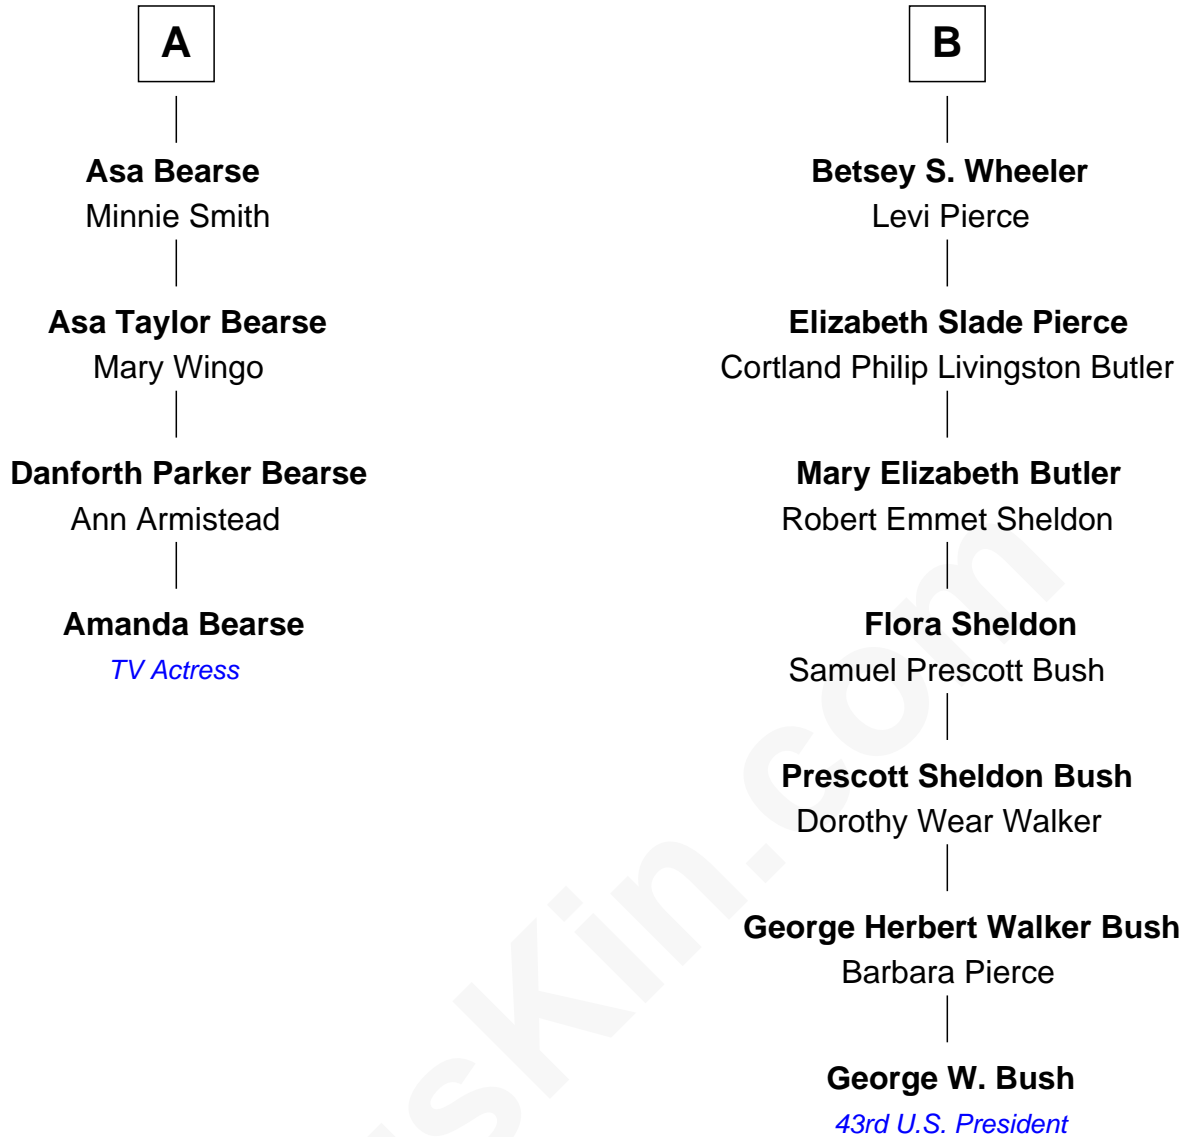 A
Asa Bearse
Minnie Smith
Asa Taylor Bearse
Mary Wingo
Danforth Parker Bearse
Ann Armistead
Amanda Bearse
TV Actress
B
Betsey S. Wheeler
Levi Pierce
Elizabeth Slade Pierce
Cortland Philip Livingston Butler
Mary Elizabeth Butler
Robert Emmet Sheldon
Flora Sheldon
Samuel Prescott Bush
Prescott Sheldon Bush
Dorothy Wear Walker
George Herbert Walker Bush
Barbara Pierce
George W. Bush
43rd U.S. President
sKin.com